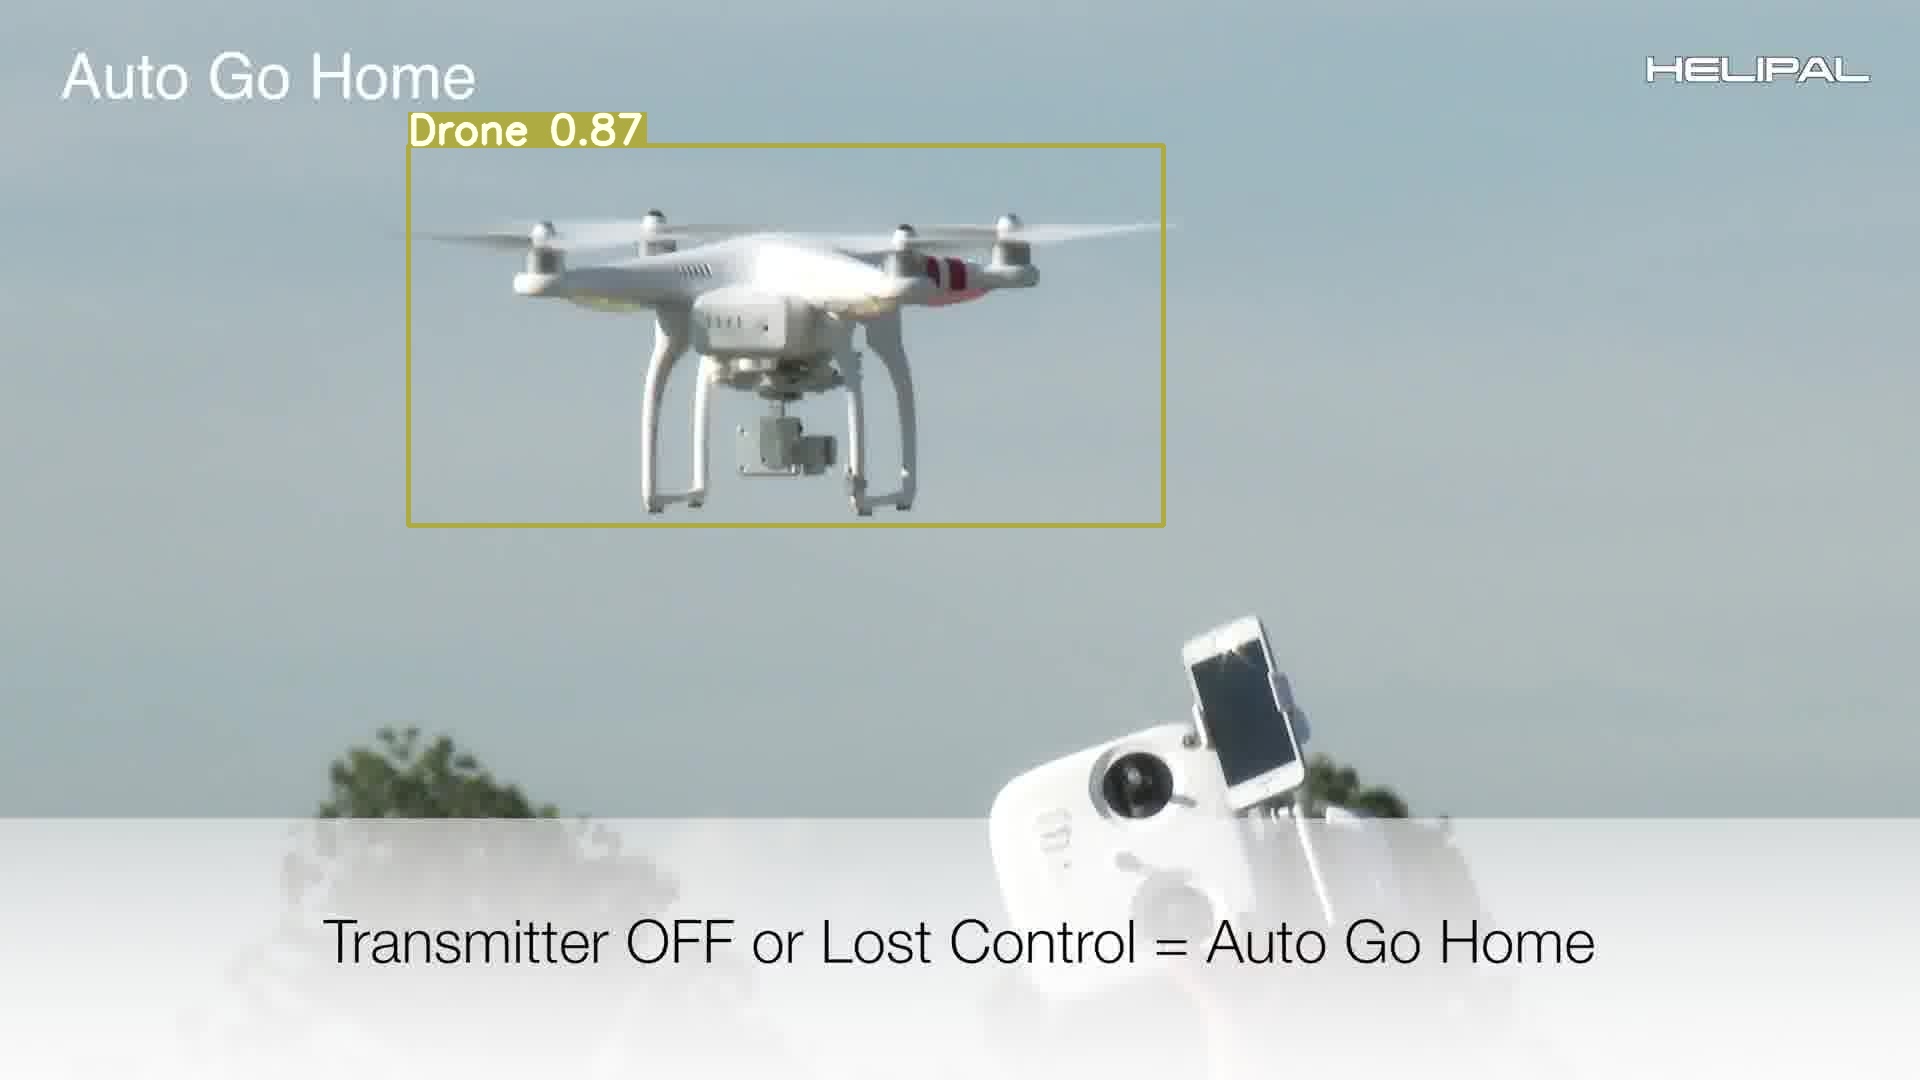 Auto Go Home
HELIPAL
Drone 0.87
Transmitter OFF or Lost Control = Auto Go Home